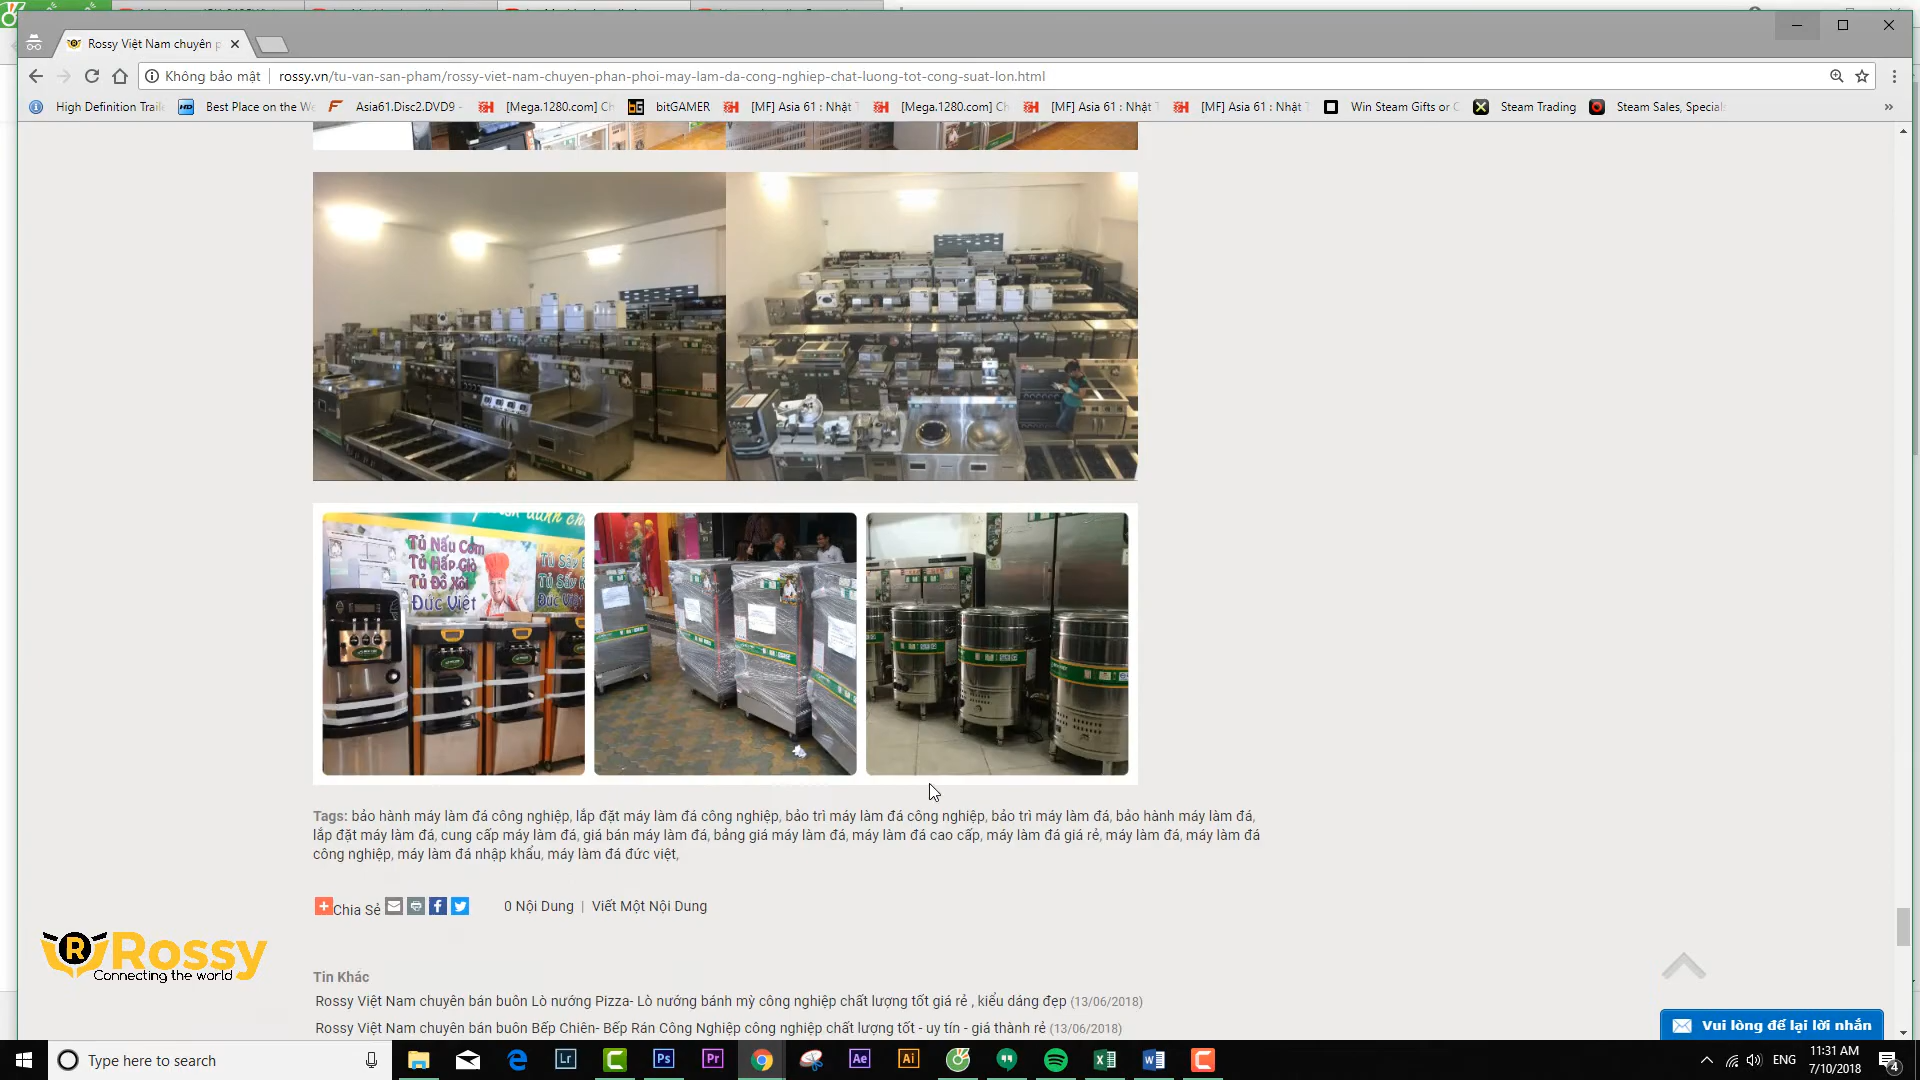 Rossy Việt Nam chuyên p
Không bảo mật
rossy.vn/tu-van-san-pham/rossy-viet-nam-chuyen-phan-phoi-may-lam-da-cong-nghiep-chat-luong-tot-cong-suat-lon.html
High Definition Traile
Best Place on the We
Asia61.Disc2.DVD9 -
[Mega.1280.com] Ch
bitGAMER
[MF] Asia 61 : Nhật T
[Mega.1280.com] Ch
[MF] Asia 61 : Nhật T
[MF] Asia 61 : Nhật T
Win Steam Gifts or C
Steam Trading
Steam Sales, Special
Tủ Nấu Cơm
Tủ Hấp Giò
Tủ Đồ Xôi
Đức Việt
Tags: bảo hành máy làm đá công nghiệp, lắp đặt máy làm đá công nghiệp, bảo trì máy làm đá công nghiệp, bảo trì máy làm đá, bảo hành máy làm đá,
lắp đặt máy làm đá, cung cấp máy làm đá, giá bán máy làm đá, bảng giá máy làm đá, máy làm đá cao cấp, máy làm đá giá rẻ, máy làm đá, máy làm đá
công nghiệp, máy làm đá nhập khẩu, máy làm đá đức việt,
Chia Sẻ
0 Nội Dung | Viết Một Nội Dung
Rossy
Connecting the world
Tin Khác
Rossy Việt Nam chuyên bán buôn Lò nướng Pizza- Lò nướng bánh mỳ công nghiệp chất lượng tốt giá rẻ , kiểu dáng đẹp (13/06/2018)
Rossy Việt Nam chuyên bán buôn Bếp Chiên- Bếp Rán Công Nghiệp công nghiệp chất lượng tốt - uy tín - giá thành rẻ (13/06/2018)
Vui lòng để lại lời nhắn
Type here to search
Lr
Ps
Pr
Ae
Ai
ENG
11:31 AM
7/10/2018
4